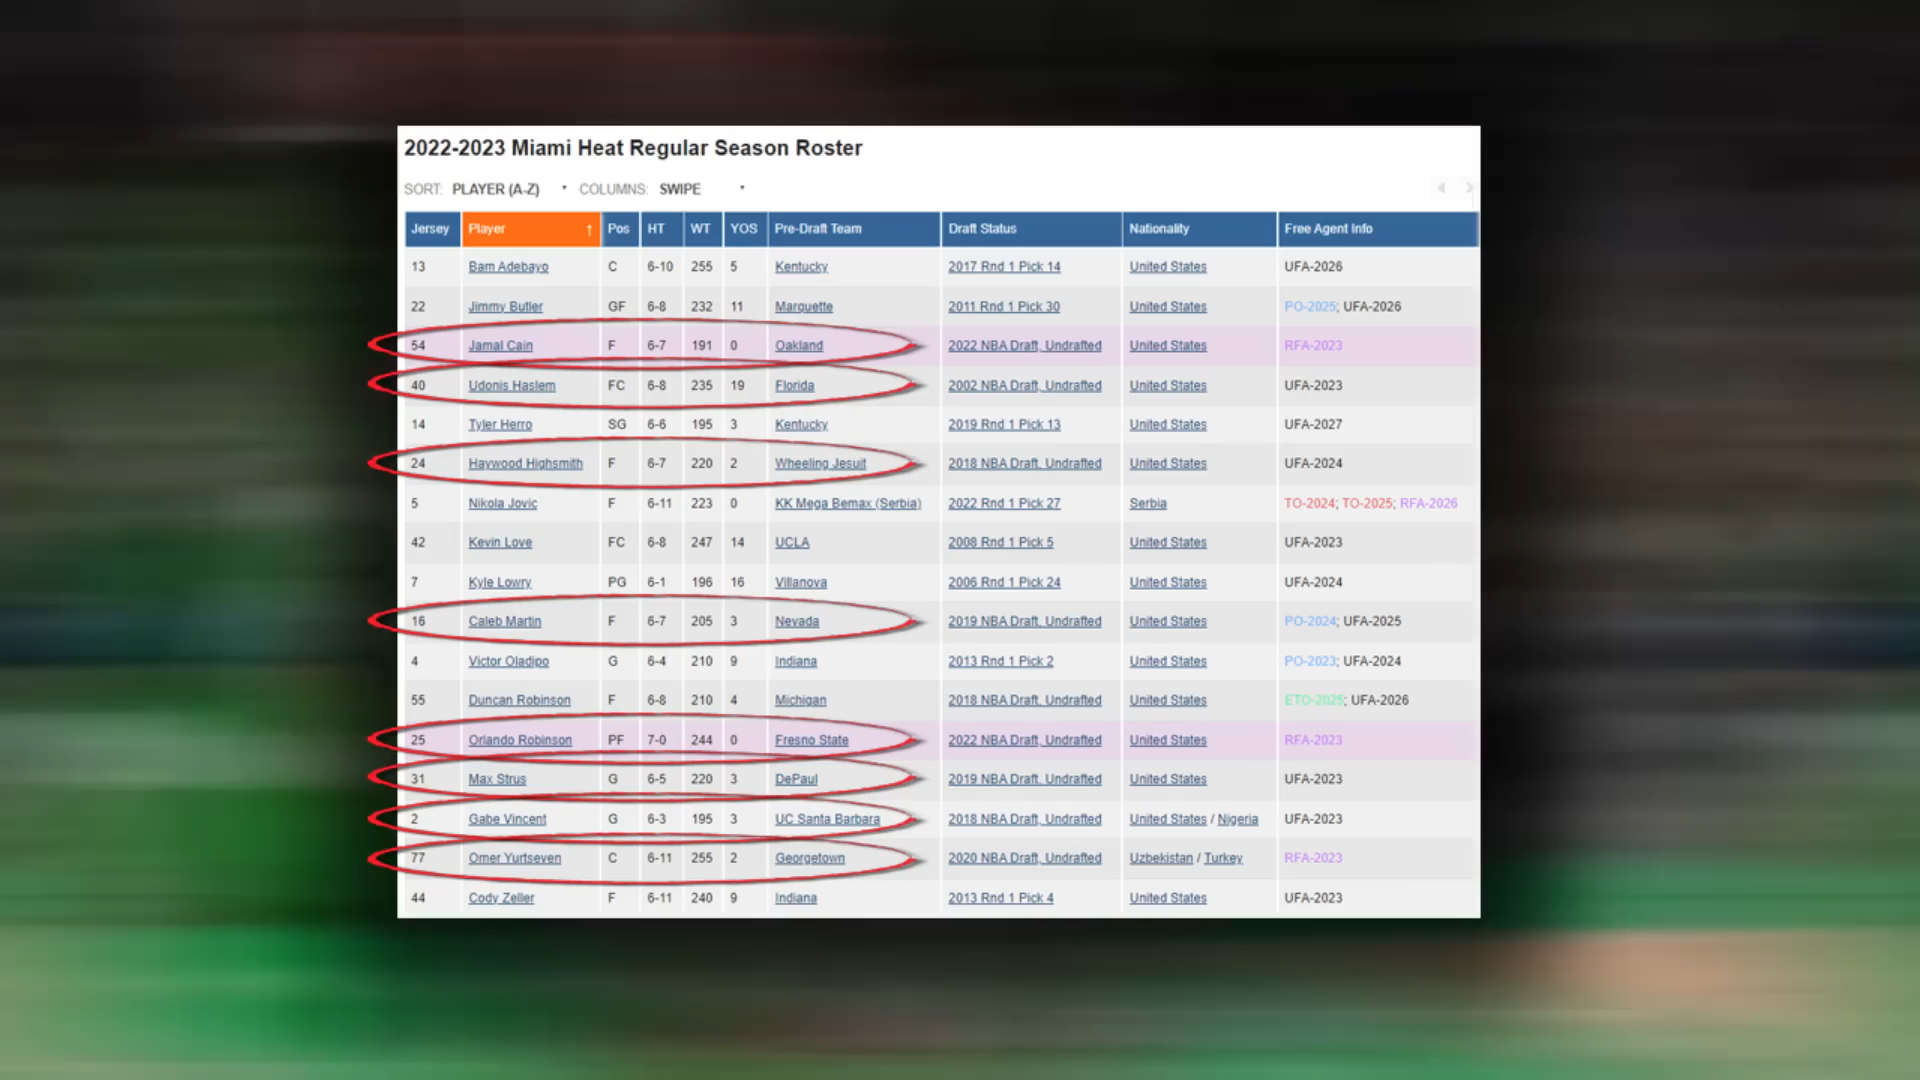 2022-2023 Miami Heat Regular Season Roster
SORT: PLAYER (A-Z) COLUMNS: SWIPE
Jersey Player ↑ Pos HT WT YOS Pre-Draft Team Draft Status Nationality Free Agent Info
13 Bam Adebayo C 6-10 255 5 Kentucky 2017 Rnd 1 Pick 14 United States UFA-2026
22 Jimmy Butler GF 6-8 232 11 Marquette 2011 Rnd 1 Pick 30 United States PO-2025; UFA-2026
54 Jamal Cain F 6-7 191 0 Oakland 2022 NBA Draft, Undrafted United States RFA-2023
40 Udonis Haslem FC 6-8 235 19 Florida 2002 NBA Draft, Undrafted United States UFA-2023
14 Tyler Herro SG 6-6 195 3 Kentucky 2019 Rnd 1 Pick 13 United States UFA-2027
24 Haywood Highsmith F 6-7 220 2 Wheeling Jesuit 2018 NBA Draft, Undrafted United States UFA-2024
5 Nikola Jovic F 6-11 223 0 KK Mega Bemax (Serbia) 2022 Rnd 1 Pick 27 Serbia TO-2024; TO-2025; RFA-2026
42 Kevin Love FC 6-8 247 14 UCLA 2008 Rnd 1 Pick 5 United States UFA-2023
7 Kyle Lowry PG 6-1 196 16 Villanova 2006 Rnd 1 Pick 24 United States UFA-2024
16 Caleb Martin F 6-7 205 3 Nevada 2019 NBA Draft, Undrafted United States PO-2024; UFA-2025
4 Victor Oladipo G 6-4 210 9 Indiana 2013 Rnd 1 Pick 2 United States PO-2023; UFA-2024
55 Duncan Robinson F 6-8 210 4 Michigan 2018 NBA Draft, Undrafted United States ETO-2025; UFA-2026
25 Orlando Robinson PF 7-0 244 0 Fresno State 2022 NBA Draft, Undrafted United States RFA-2023
31 Max Strus G 6-5 220 3 DePaul 2019 NBA Draft, Undrafted United States UFA-2023
2 Gabe Vincent G 6-3 195 3 UC Santa Barbara 2018 NBA Draft, Undrafted United States / Nigeria UFA-2023
77 Omer Yurtseven C 6-11 255 2 Georgetown 2020 NBA Draft, Undrafted Uzbekistan / Turkey RFA-2023
44 Cody Zeller F 6-11 240 9 Indiana 2013 Rnd 1 Pick 4 United States UFA-2023